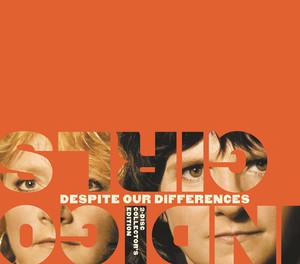 INDIGO
GIRLS
DESPITE OUR DIFFERENCES
2-DISC
COLLECTOR'S
EDITION